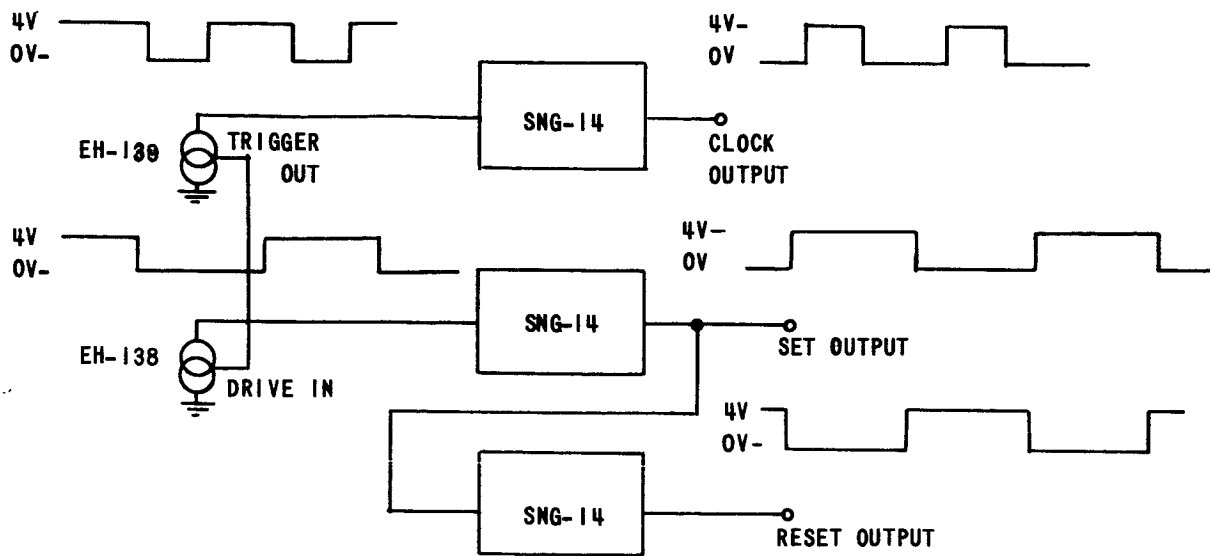 4V
0V-
4V-
0V
SNG-14
EH-139
TRIGGER
OUT
CLOCK
OUTPUT
4V
0V-
4V-
0V
SNG-14
SET OUTPUT
EH-138
DRIVE IN
4V
0V-
SNG-14
RESET OUTPUT